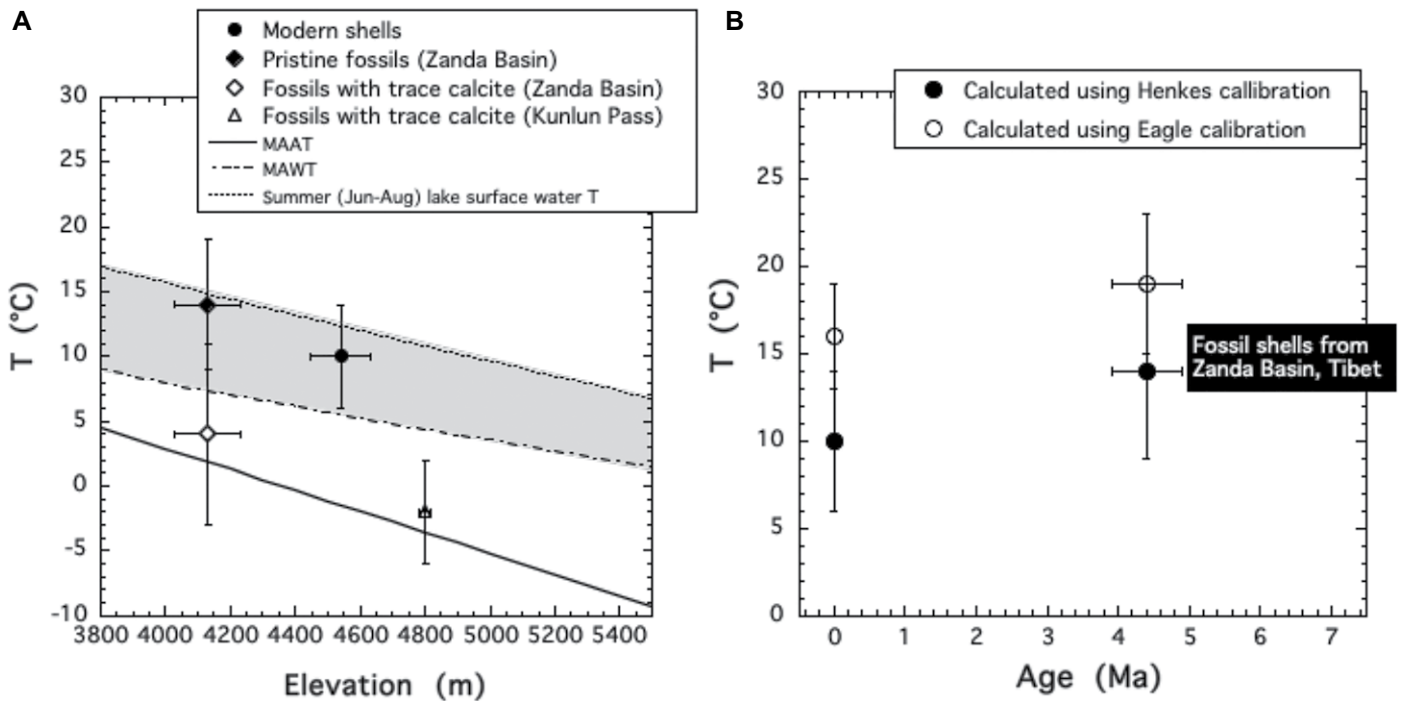 A
Modern shells
Pristine fossils (Zanda Basin)
Fossils with trace calcite (Zanda Basin)
Fossils with trace calcite (Kunlun Pass)
MAAT
MAWT
Summer (Jun-Aug) lake surface water T
30
25
20
15
10
5
0
-5
-10
T (°C)
3800 4000 4200 4400 4600 4800 5000 5200 5400
Elevation (m)
B
Calculated using Henkes callibration
Calculated using Eagle calibration
30
25
20
15
10
5
0
T (°C)
Fossil shells from
Zanda Basin, Tibet
0 1 2 3 4 5 6 7
Age (Ma)